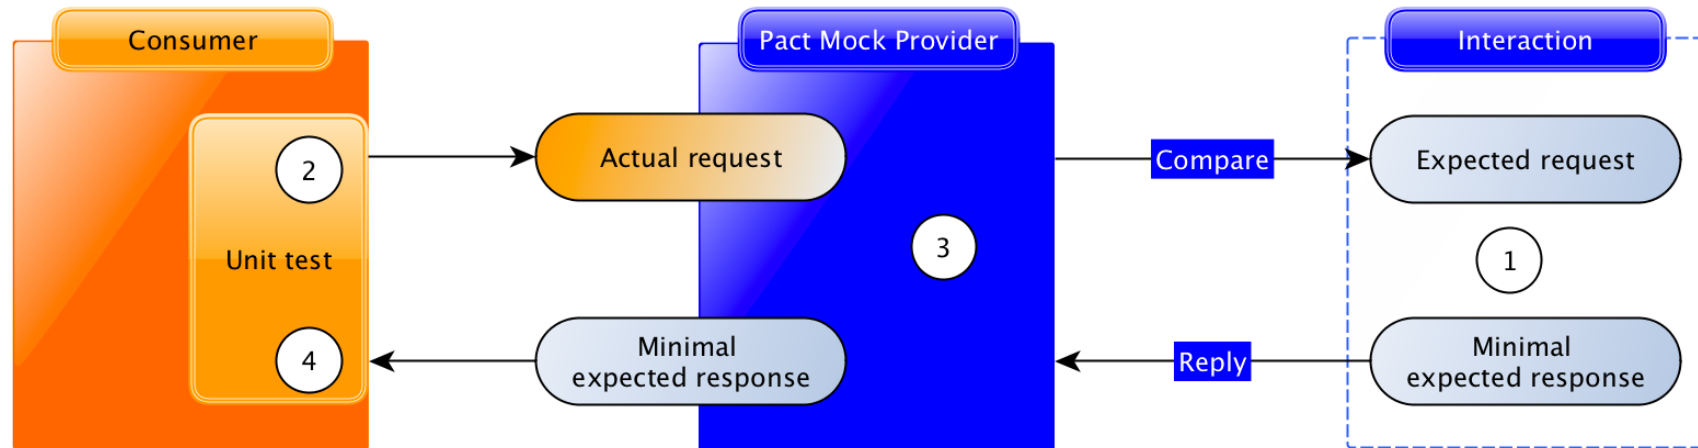 Consumer
Pact Mock Provider
Interaction
2
Actual request
Compare
Expected request
Unit test
3
1
4
Minimal
expected response
Reply
Minimal
expected response